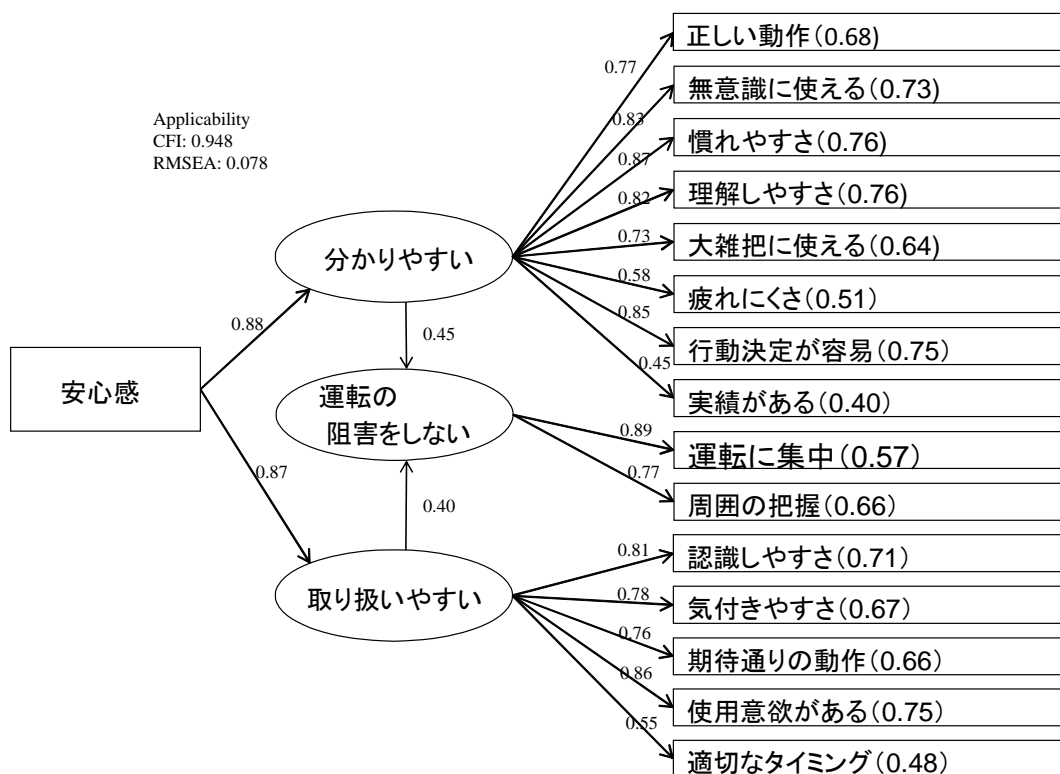 正しい動作(0.68)
0.77
無意識に使える(0.73)
0.83
Applicability
CFI: 0.948
RMSEA: 0.078
慣れやすさ(0.76)
0.87
理解しやすさ(0.76)
0.82
大雑把に使える(0.64)
0.73
分かりやすい
疲れにくさ(0.51)
0.58
0.88
0.45
行動決定が容易(0.75)
0.85
実績がある(0.40)
0.45
安心感
運転の
阻害をしない
運転に集中(0.57)
0.89
周囲の把握(0.66)
0.77
0.87
0.40
認識しやすさ(0.71)
0.81
取り扱いやすい
気付きやすさ(0.67)
0.78
期待通りの動作(0.66)
0.76
使用意欲がある(0.75)
0.86
適切なタイミング(0.48)
0.55